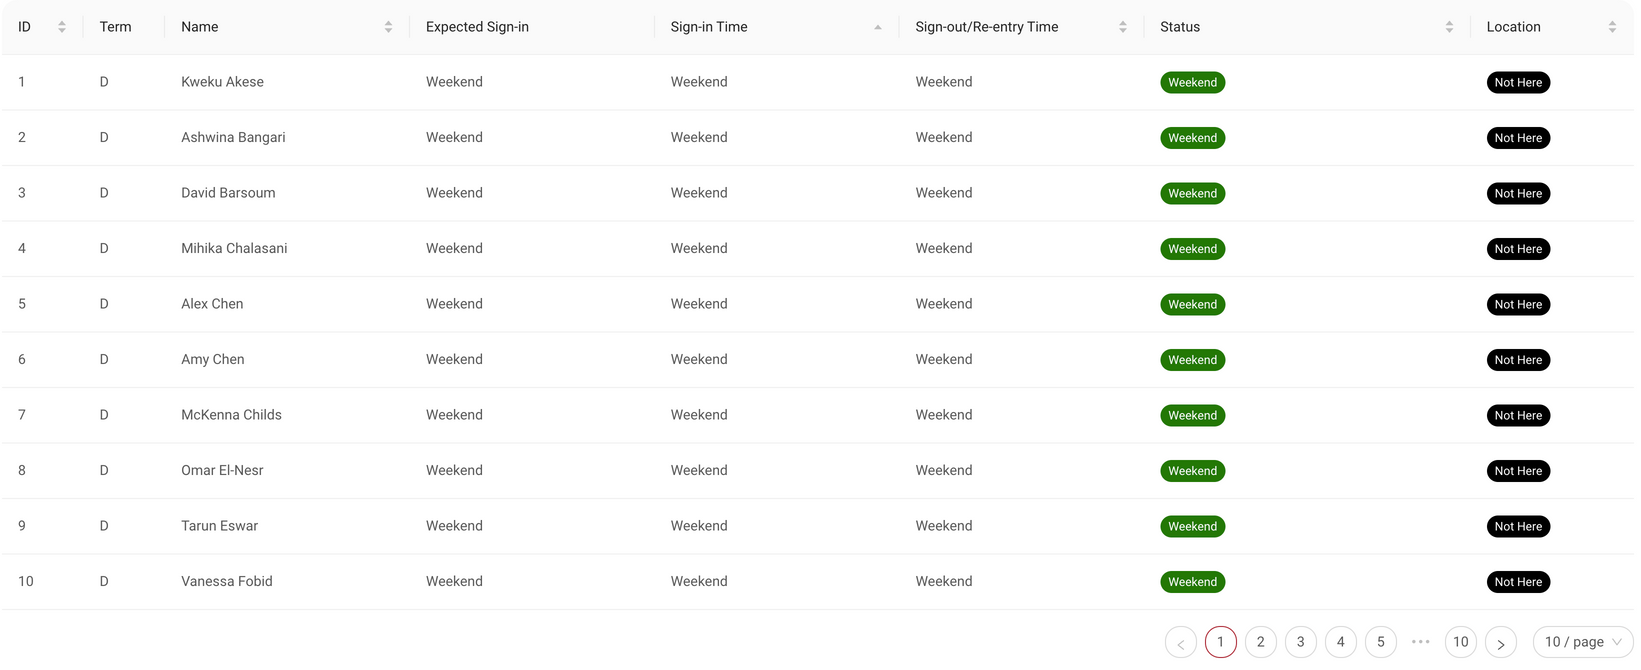 ID Term Name Expected Sign-in Sign-in Time Sign-out/Re-entry Time Status Location
1 D Kweku Akese Weekend Weekend Weekend Weekend Not Here
2 D Ashwina Bangari Weekend Weekend Weekend Weekend Not Here
3 D David Barsoum Weekend Weekend Weekend Weekend Not Here
4 D Mihika Chalasani Weekend Weekend Weekend Weekend Not Here
5 D Alex Chen Weekend Weekend Weekend Weekend Not Here
6 D Amy Chen Weekend Weekend Weekend Weekend Not Here
7 D McKenna Childs Weekend Weekend Weekend Weekend Not Here
8 D Omar El-Nesr Weekend Weekend Weekend Weekend Not Here
9 D Tarun Eswar Weekend Weekend Weekend Weekend Not Here
10 D Vanessa Fobid Weekend Weekend Weekend Weekend Not Here
< 1 2 3 4 5 ••• 10 > 10 / page